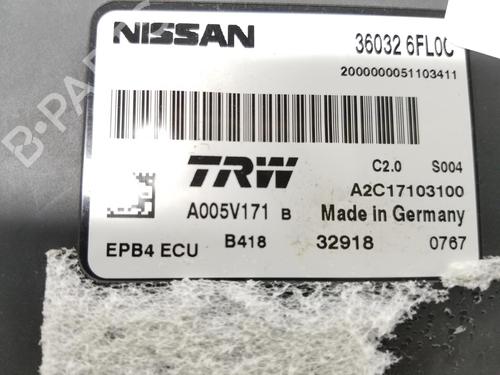 NISSAN 36032 6FL0C
2000000051103411
TRW C2.0 S004
A2C17103100
A005V171 B Made in Germany
EPB4 ECU B418 32918 0767
B-PARTS